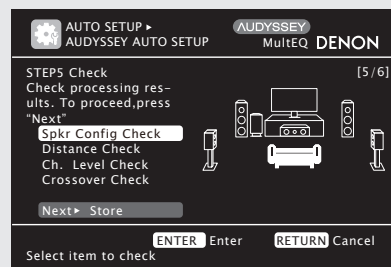 AUTO SETUP ►
AUDYSSEY AUTO SETUP
AUDYSSEY
MultEQ DENON
STEP5 Check [5/6]
Check processing res-
ults. To proceed,press
“Next”
Spkr Config Check
Distance Check
Ch. Level Check
Crossover Check
Next► Store
ENTER Enter RETURN Cancel
Select item to check